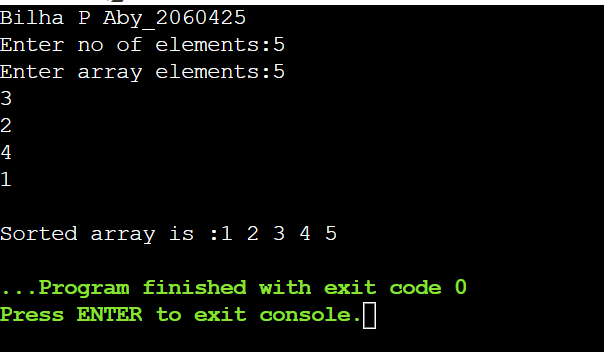 Bilha P Aby_2060425
Enter no of elements:5
Enter array elements:5
3
2
4
1
Sorted array is :1 2 3 4 5
...Program finished with exit code 0
Press ENTER to exit console.